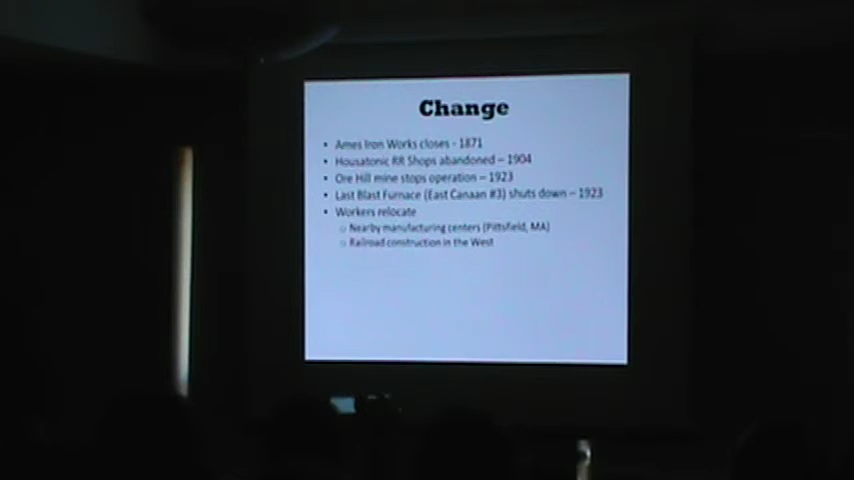 Change
• Ames Iron Works closes - 1871
• Housatonic RR Shops abandoned – 1904
• Ore Hill mine stops operation – 1923
• Last Blast Furnace (East Canaan #3) shuts down – 1923
• Workers relocate
o Nearby manufacturing centers (Pittsfield, MA)
o Railroad construction in the West